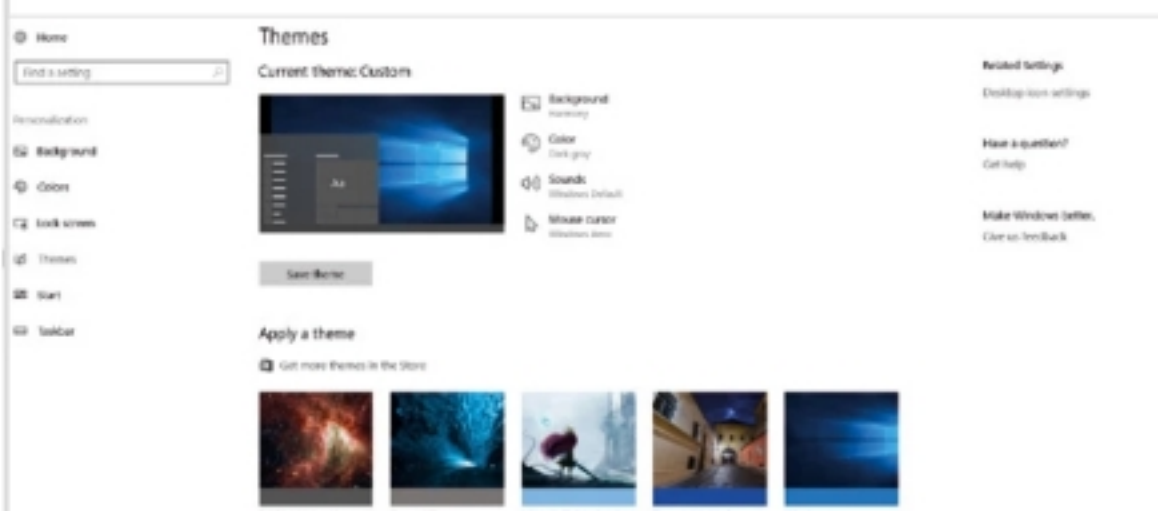 Home
Find a setting
Personalization
Background
Colors
Lock screen
Themes
Start
Taskbar
Themes
Current theme: Custom
Aa
Background
Harmony
Color
Dark gray
Sounds
Windows Default
Mouse cursor
Windows Aero
Save theme
Apply a theme
Get more themes in the Store
Related Settings
Desktop icon settings
Have a question?
Get help
Make Windows better.
Give us feedback